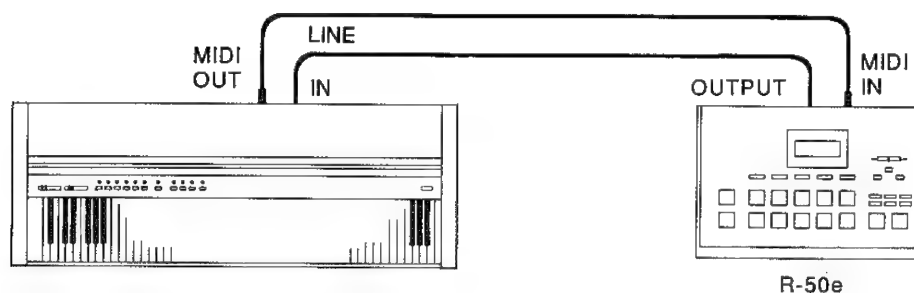 MIDI
OUT
LINE
IN
OUTPUT
MIDI
IN
R-50e